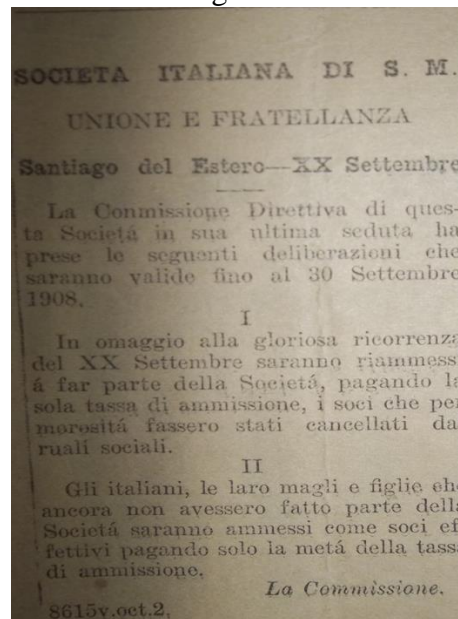 SOCIETA ITALIANA DI S. M.
UNIONE E FRATELLANZA
Santiago del Estero—XX Settembre
La Conmissione Direttiva di ques-
ta Societá in sua ultima seduta ha
prese le seguenti deliberazioni che
saranno valide fino al 30 Settembre
1908.
I
In omaggio alla gloriosa ricorrenza
del XX Settembre saranno riammess
á far parte della Societá, pagando la
sola tassa di ammissione, i soci che per
morositá fassero stati cancellati da
ruali sociali.
II
Gli italiani, le laro magli e figlie ehe
ancora non avessero fatto parte della
Societá saranno ammessi come soci ef
fettivi pagando solo la metá della tassa
di ammissione.
La Commissione.
8615v.oct.2,